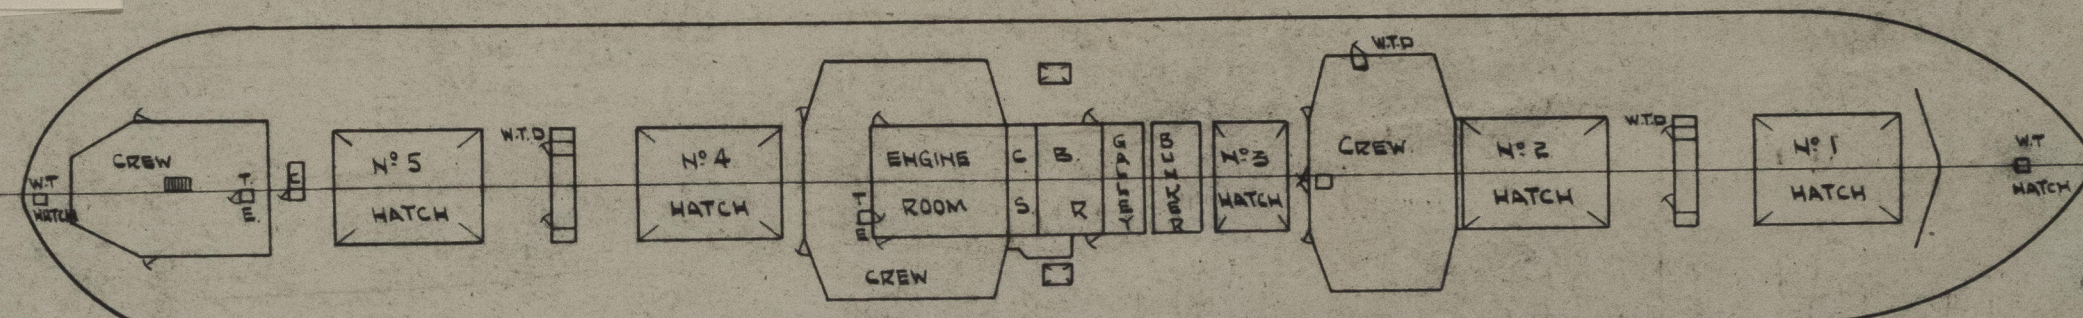 W.T
HATCH
CREW
T.
E.
E
Nº 5
HATCH
W.T.D
Nº 4
HATCH
T
E
ENGINE
ROOM
CREW
C
S
B.
R
GALLEY
BUNKER
Nº 3
HATCH
W.T.D
CREW.
Nº 2
HATCH
W.T.D
Nº 1
HATCH
W.T
HATCH